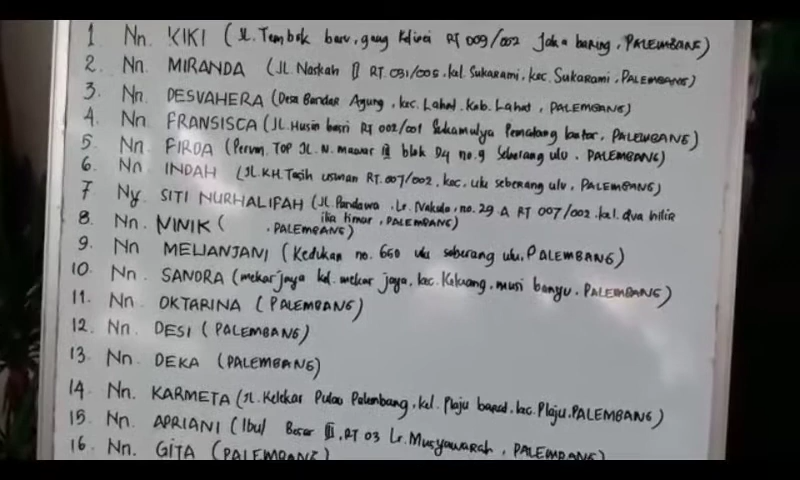 1 Nn. KIKI (Jl. Tembok baru, gang Kelinci RT 009/002 Jaka baring, PALEMBANG)
2. Nn. MIRANDA (JL. Naskah II RT. 031/005, kel. Sukarami, kec. Sukarami, PALEMBANG)
3. Nn. DESVAHERA (Desa Bandar Agung, kec. Lahat. Kab. Lahat, PALEMBANG)
4. Nn. FRANSISCA (JL. Husin basri RT 002/001 Sukamulya Pematang, PALEMBANG)
5 Nn. FIRDA (Perum. TOP JL. N. mawar III blok D4 no. 9 Seberang ulu. PALEMBANG)
6. Nn INDAH (JL. KH. usman RT. 007/002, kec. ulu seberang ulu, PALEMBANG)
7 Ny. SITI NURHALIPAH (JL. Pandawa. Lr. Nakulo, no. 29 A RT 007/002. kel. dua hilir
ilia timur, PALEMBANG)
8. Nn. NINIK ( . PALEMBANG)
9. Nn MELIANJANI (Kedukan no. 660 ulu seberang ulu, PALEMBANG)
10. Nn. SANDRA (mekar jaya kel. mekar jaya, kec. Keluang, musi banyu. PALEMBANG)
11. Nn. OKTARINA (PALEMBANG)
12. Nn. DESI (PALEMBANG)
13. Nn. DEKA (PALEMBANG)
14. Nn. KARMETA (Jl. Kelekar Pulao Palembang, kel. Plaju barat, kec. Plaju. PALEMBANG)
15. Nn. APRIANI (Ibul Besar III, RT 03 Lr. Musyawarah, PALEMBANG)
16. Nn. GITA (PALEMBANG)